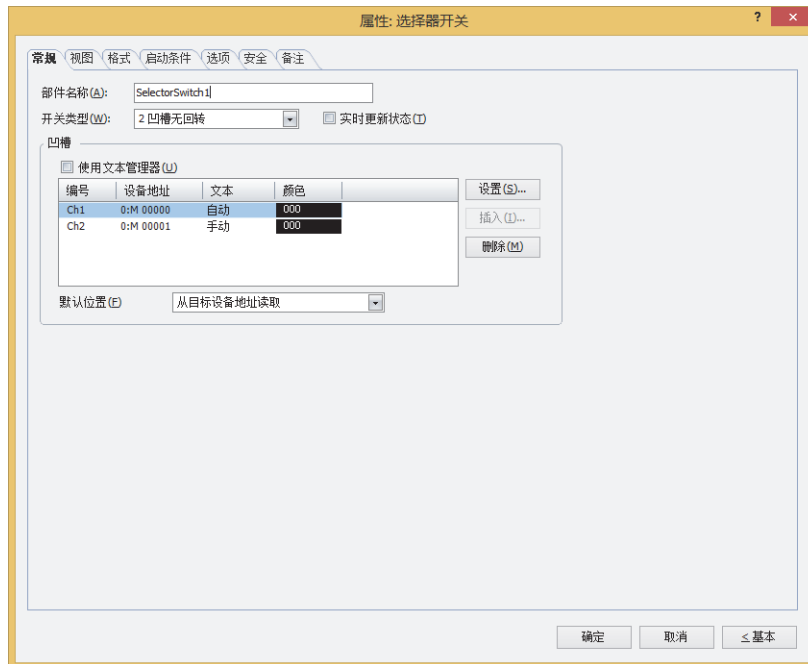 属性: 选择器开关
?
×
常规 视图 格式 启动条件 选项 安全 备注
部件名称(A): SelectorSwitch1
开关类型(W): 2 凹槽无回转 实时更新状态(T)
凹槽
使用文本管理器(U)
编号 设备地址 文本 颜色 设置(S)...
Ch1 0:M 00000 自动 000
插入(I)...
Ch2 0:M 00001 手动 000
删除(M)
默认位置(F) 从目标设备地址读取
确定 取消 ≤基本